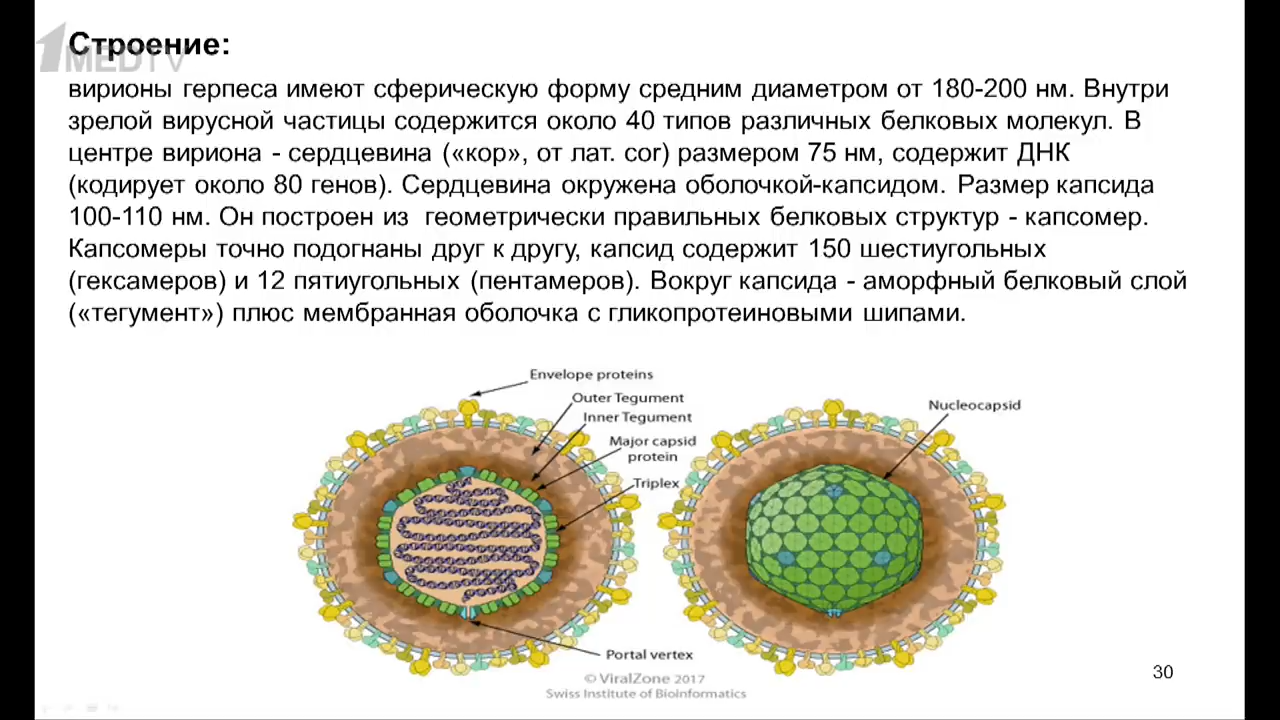 Строение:
1MEDTV
вирионы герпеса имеют сферическую форму средним диаметром от 180-200 нм. Внутри
зрелой вирусной частицы содержится около 40 типов различных белковых молекул. В
центре вириона - сердцевина («кор», от лат. cor) размером 75 нм, содержит ДНК
(кодирует около 80 генов). Сердцевина окружена оболочкой-капсидом. Размер капсида
100-110 нм. Он построен из  геометрически правильных белковых структур - капсомер.
Капсомеры точно подогнаны друг к другу, капсид содержит 150 шестиугольных
(гексамеров) и 12 пятиугольных (пентамеров). Вокруг капсида - аморфный белковый слой
(«тегумент») плюс мембранная оболочка с гликопротеиновыми шипами.
Envelope proteins
Outer Tegument
Inner Tegument
Major capsid
protein
Triplex
Portal vertex
Nucleocapsid
© ViralZone 2017
Swiss Institute of Bioinformatics
30